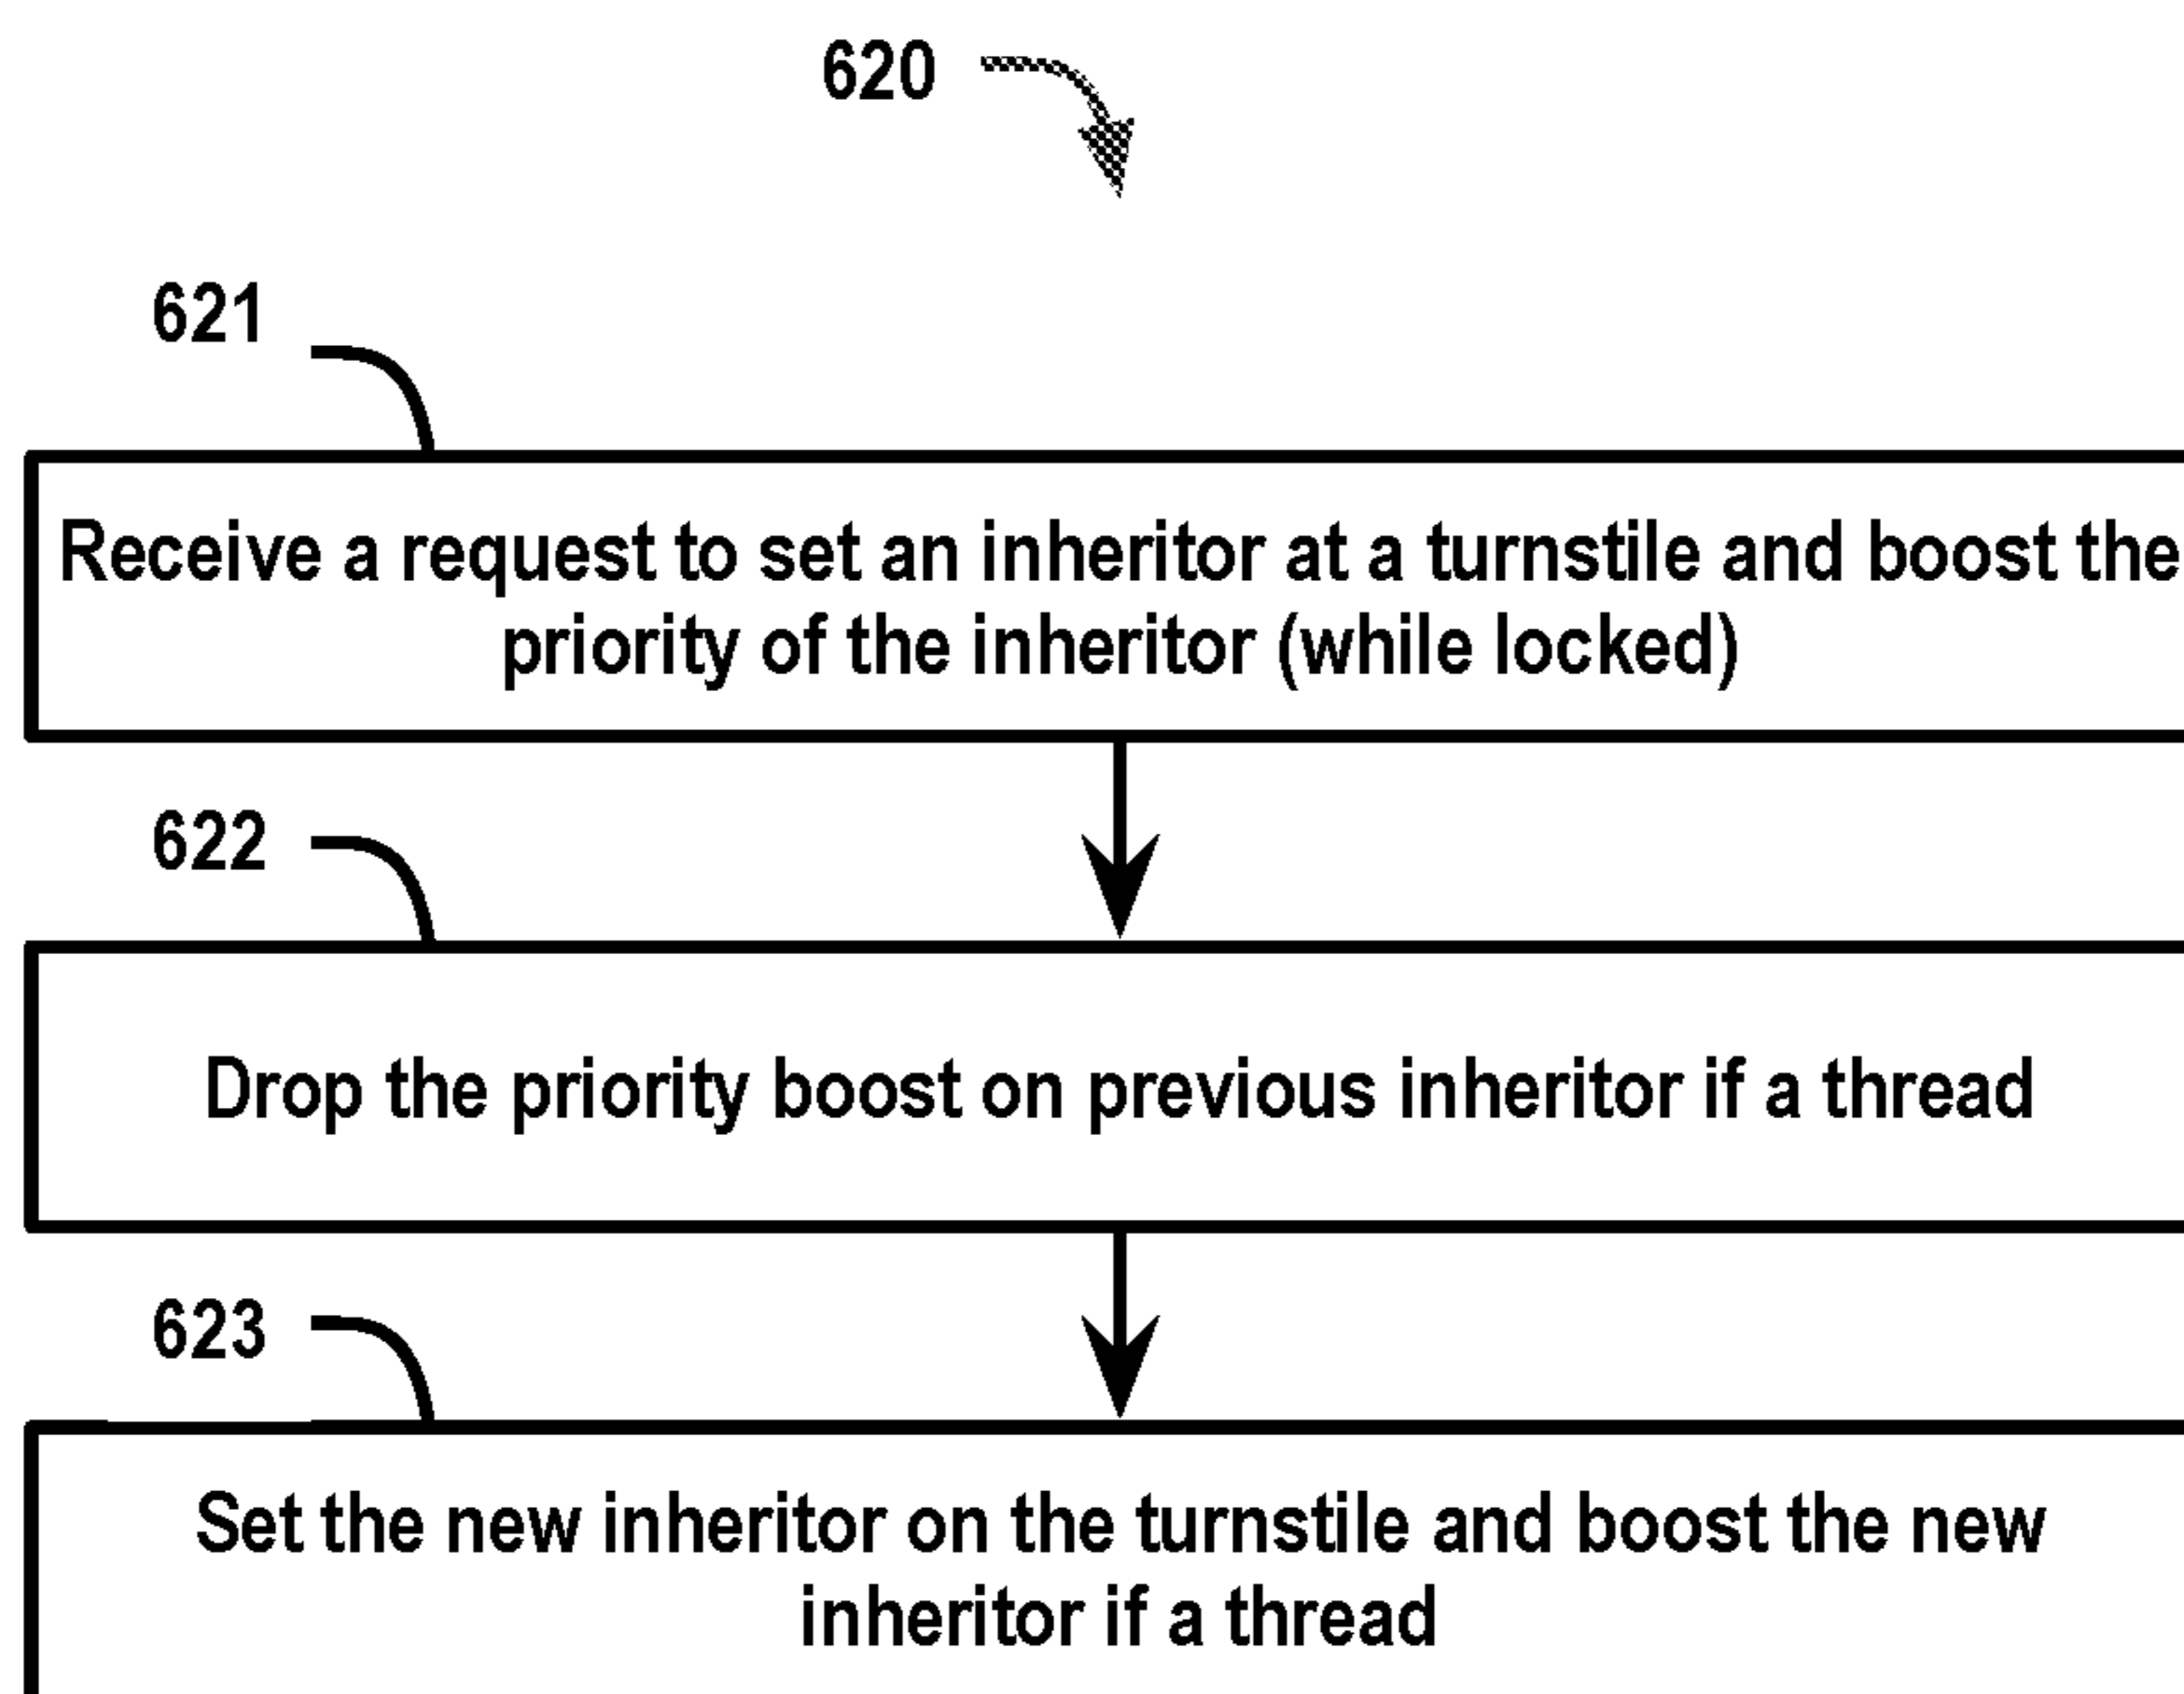 620
621
Receive a request to set an inheritor at a turnstile and boost the
priority of the inheritor (while locked)
622
Drop the priority boost on previous inheritor if a thread
623
Set the new inheritor on the turnstile and boost the new
inheritor if a thread